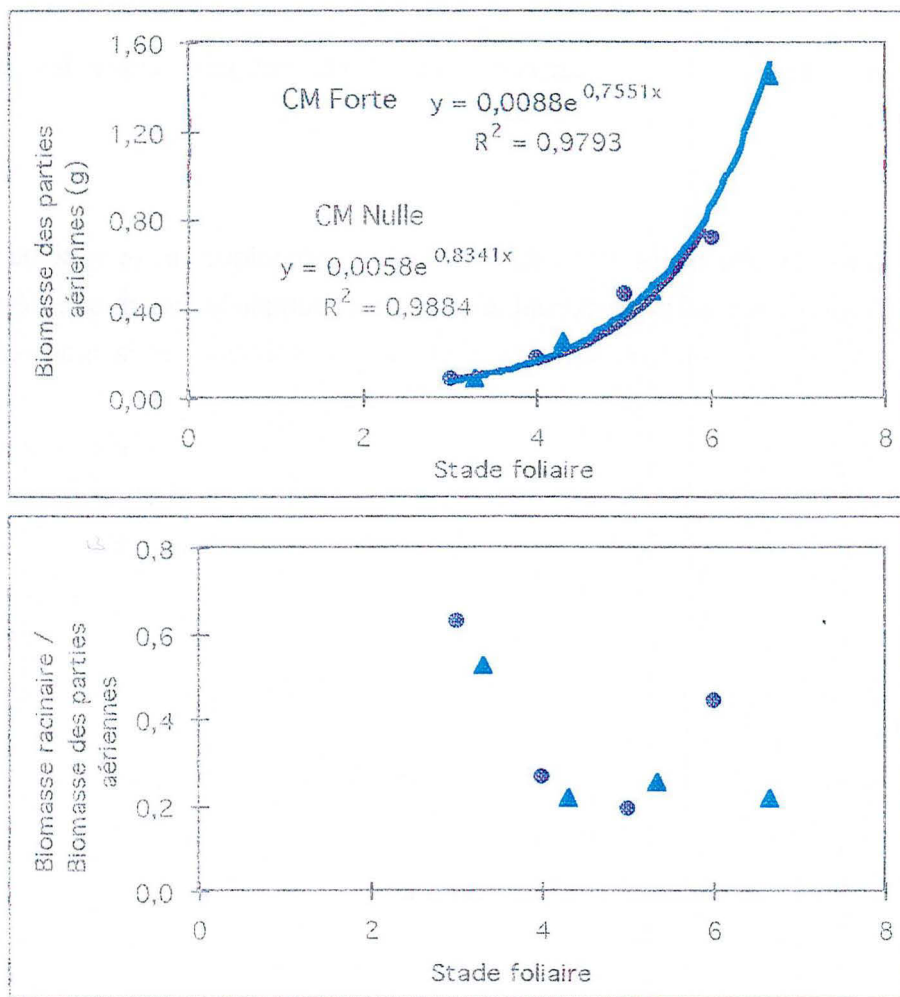 1,60
CM Forte y = 0,0088e^0,7551x
R² = 0,9793
1,20
CM Nulle
y = 0,0058e^0,8341x
R² = 0,9884
0,80
0,40
0,00
Biomasse des parties
aériennes (g)
0 2 4 6 8
Stade foliaire
0,8
0,6
0,4
0,2
0,0
Biomasse racinaire /
Biomasse des parties
aériennes
0 2 4 6 8
Stade foliaire